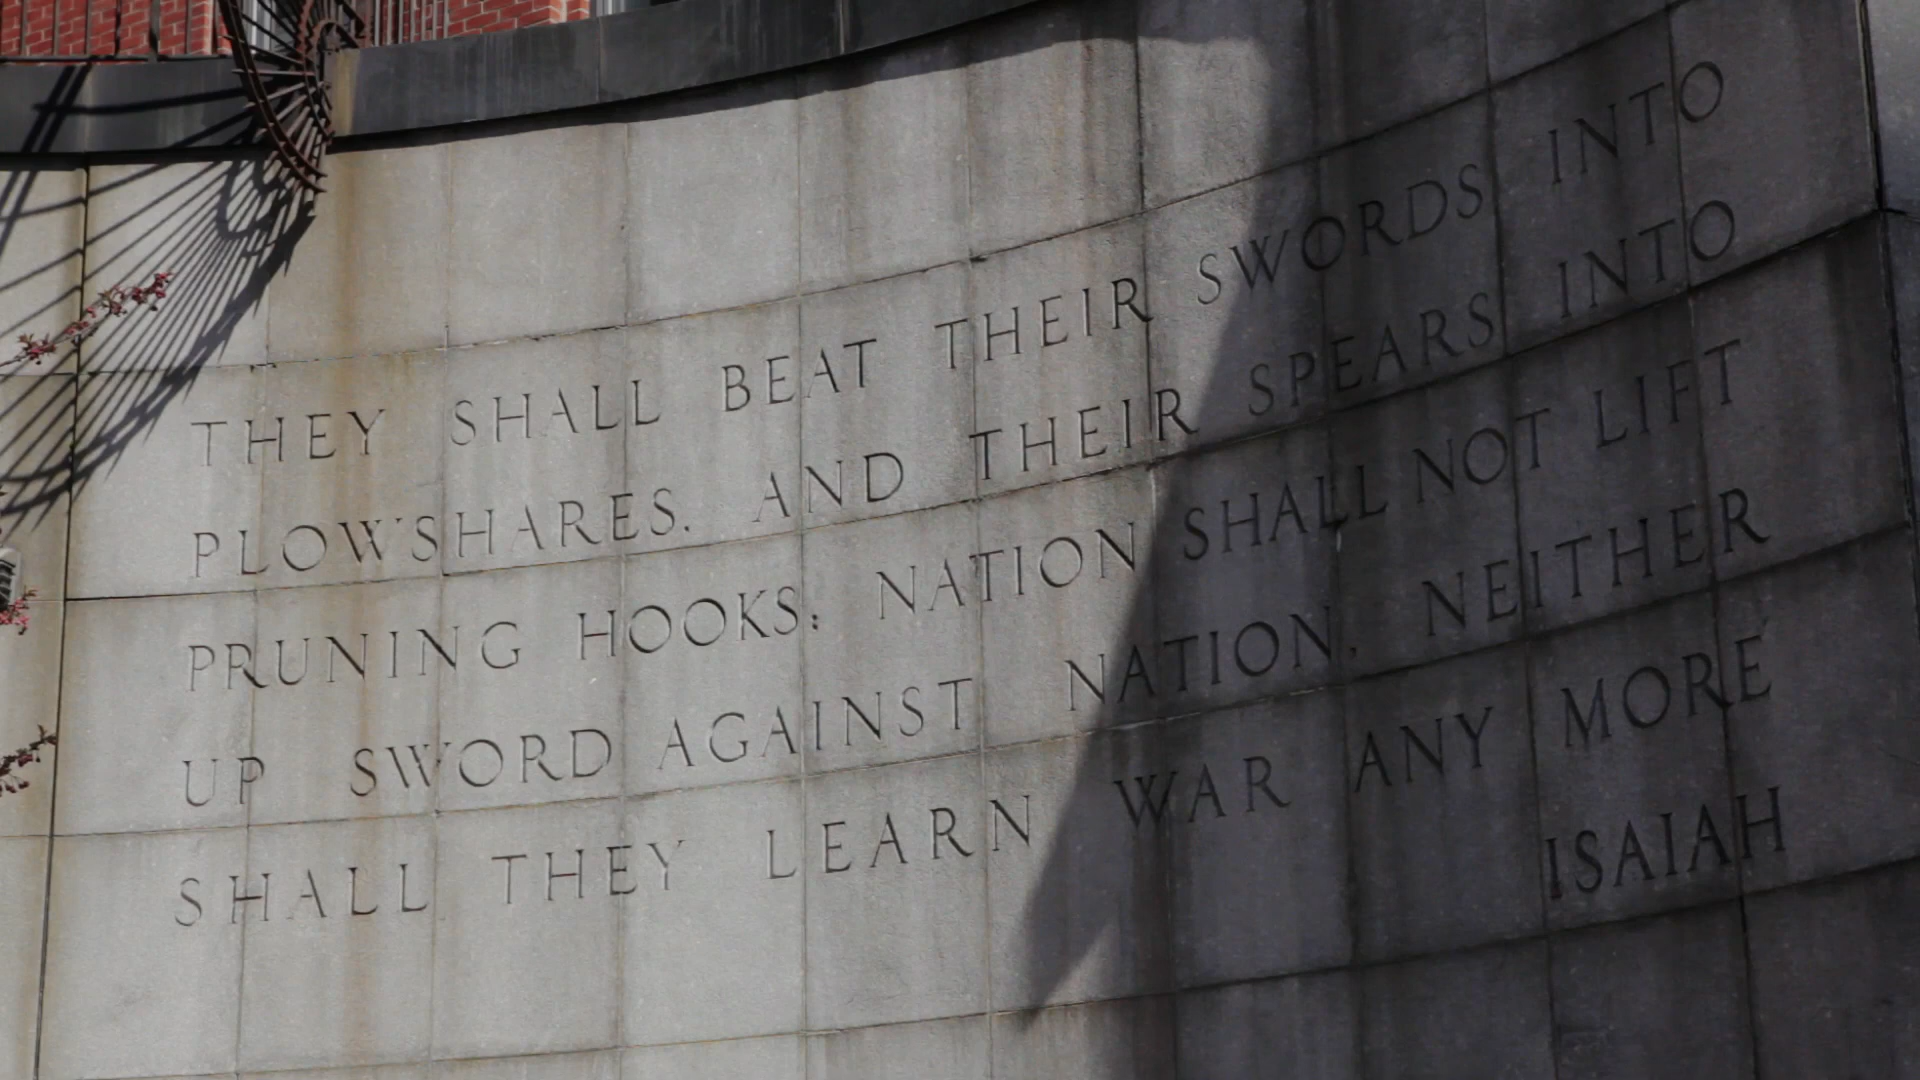 THEY SHALL BEAT THEIR SWORDS INTO
PLOWSHARES. AND THEIR SPEARS INTO
PRUNING HOOKS; NATION SHALL NOT LIFT
UP SWORD AGAINST NATION. NEITHER
SHALL THEY LEARN WAR ANY MORE
ISAIAH